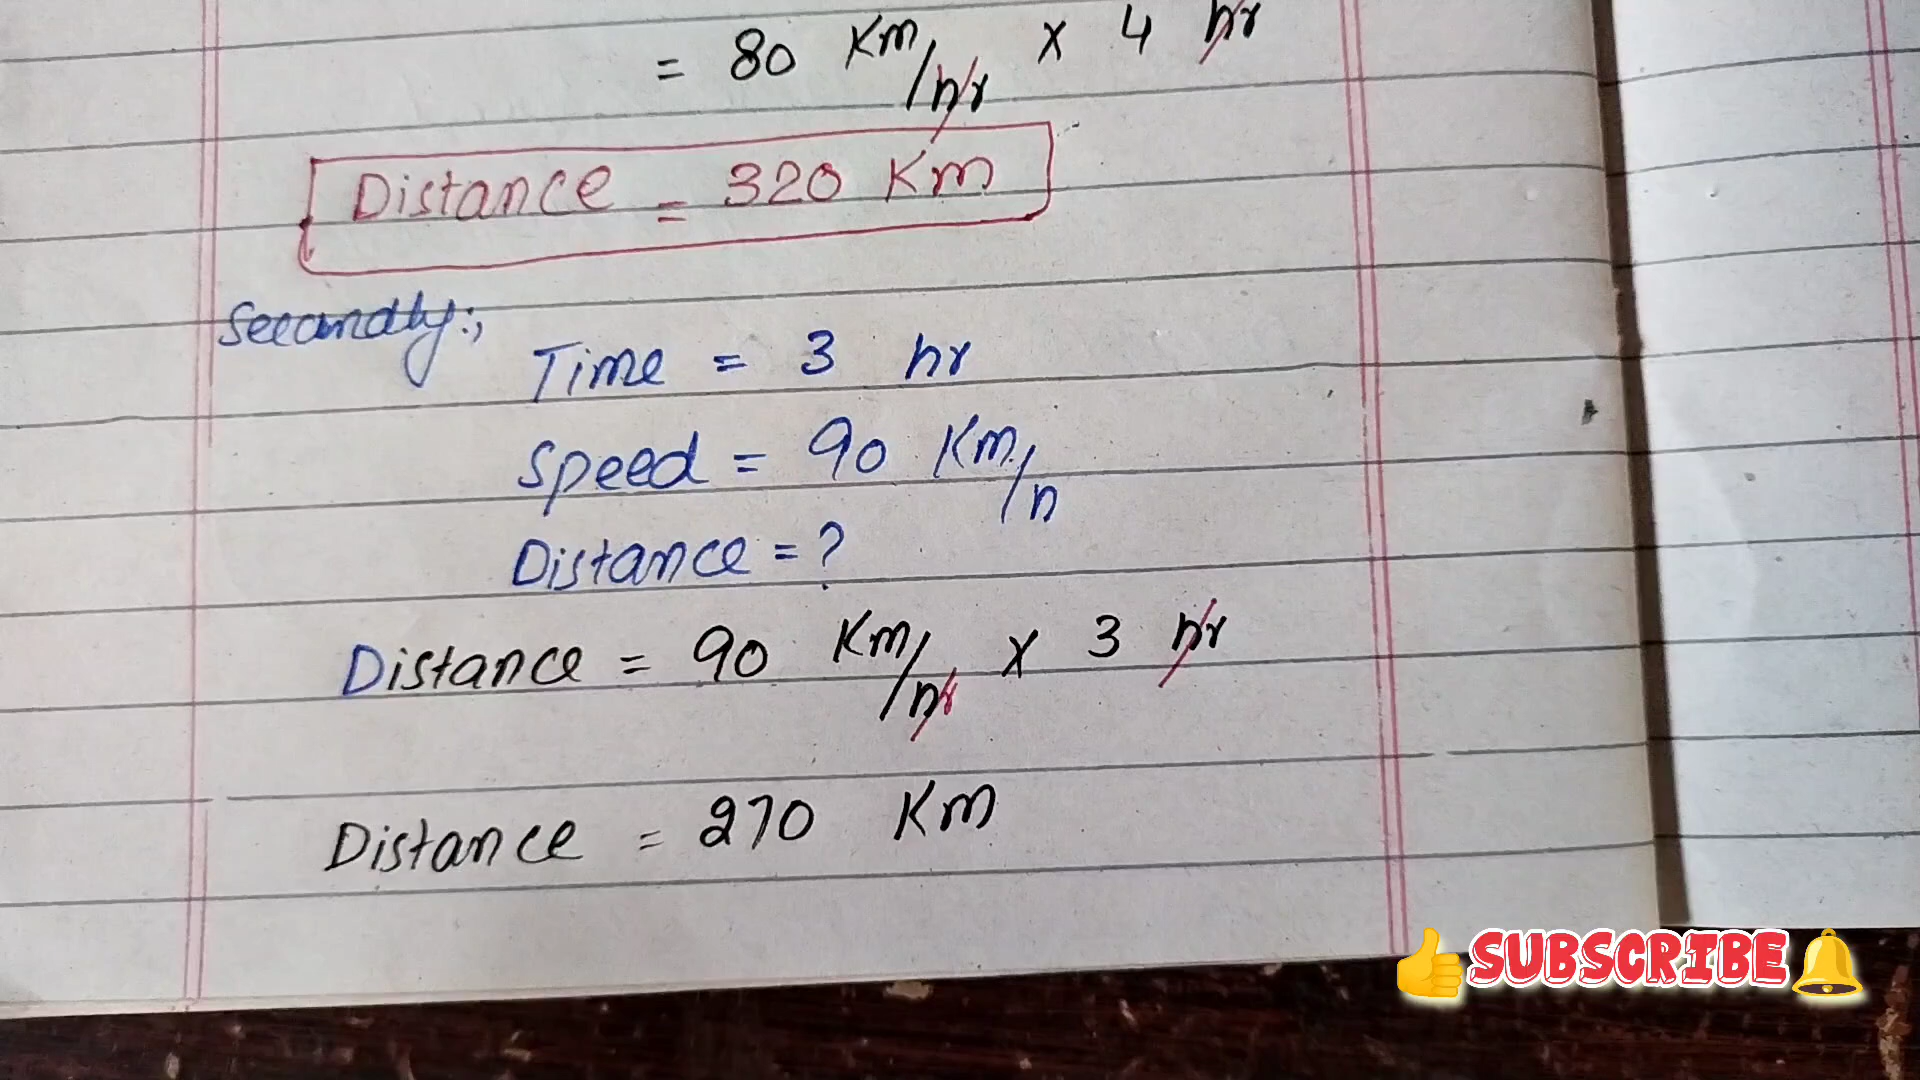 = 80 Km/hr x 4 hr
Distance = 320 Km
Secondly:,
Time = 3 hr
Speed = 90 Km/h
Distance = ?
Distance = 90 Km/hr x 3 hr
Distance = 270 Km
SUBSCRIBE